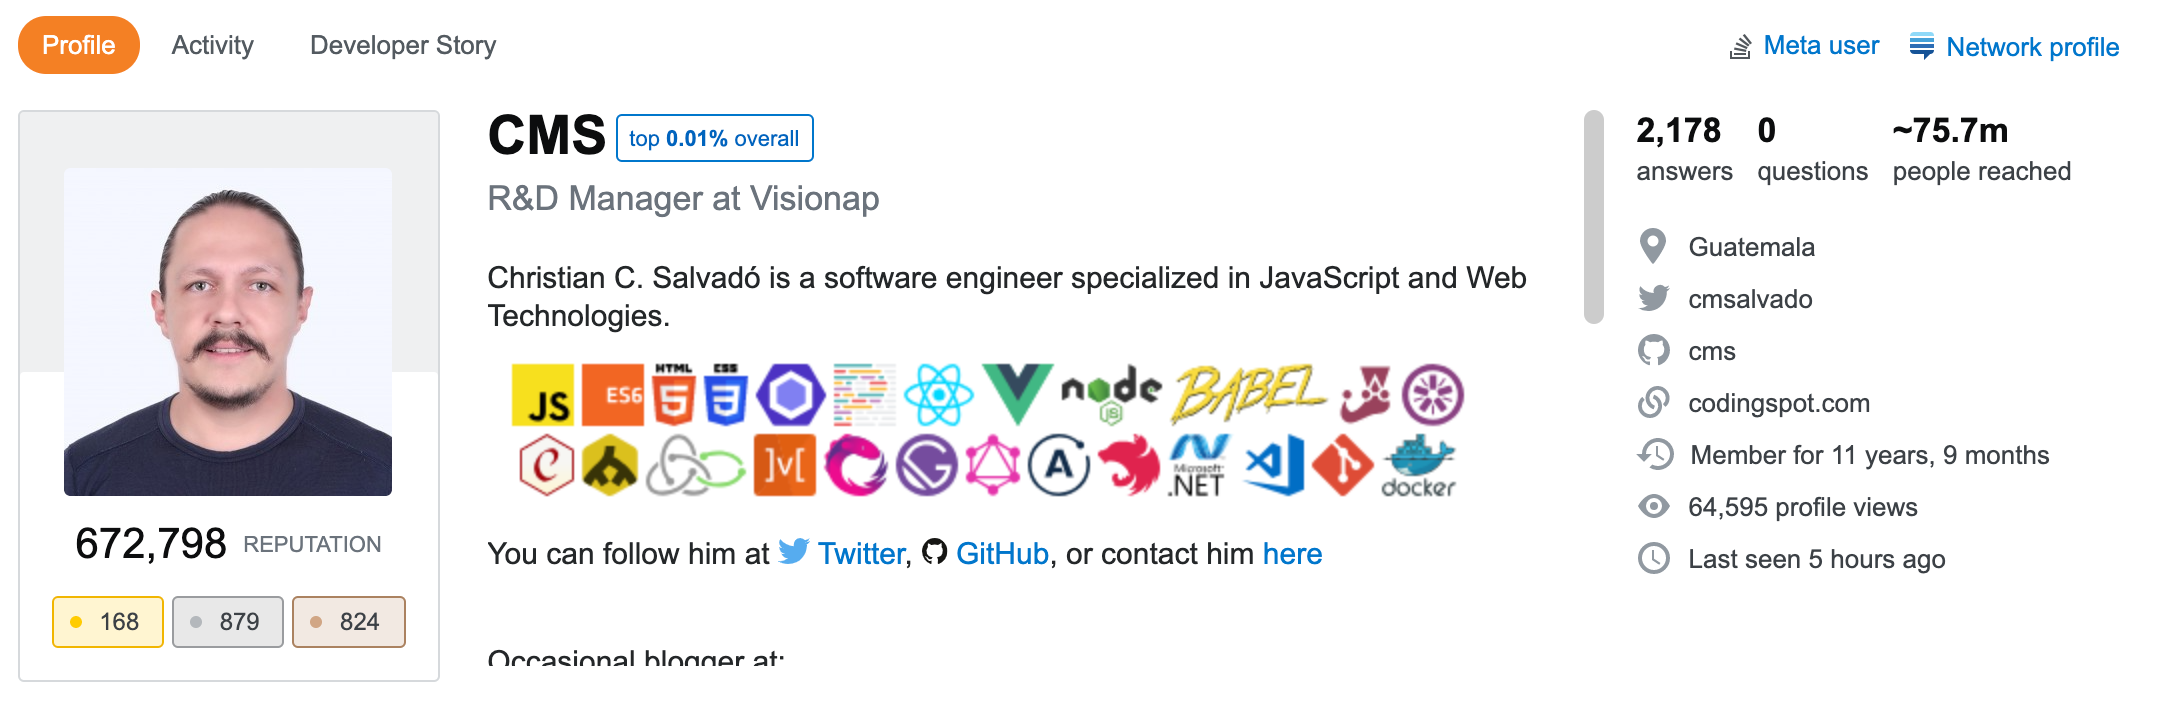 Profile
Activity
Developer Story
Meta user
Network profile
CMS
top 0.01% overall
R&D Manager at Visionap
Christian C. Salvadó is a software engineer specialized in JavaScript and Web
Technologies.
JS
ES6
HTML
5
CSS
3
node
JS
BABEL
C
]v[
A
Microsoft
.NET
docker
You can follow him at Twitter, GitHub, or contact him here
Occasional blogger at:
672,798 REPUTATION
168
879
824
2,178
answers
0
questions
~75.7m
people reached
Guatemala
cmsalvado
cms
codingspot.com
Member for 11 years, 9 months
64,595 profile views
Last seen 5 hours ago